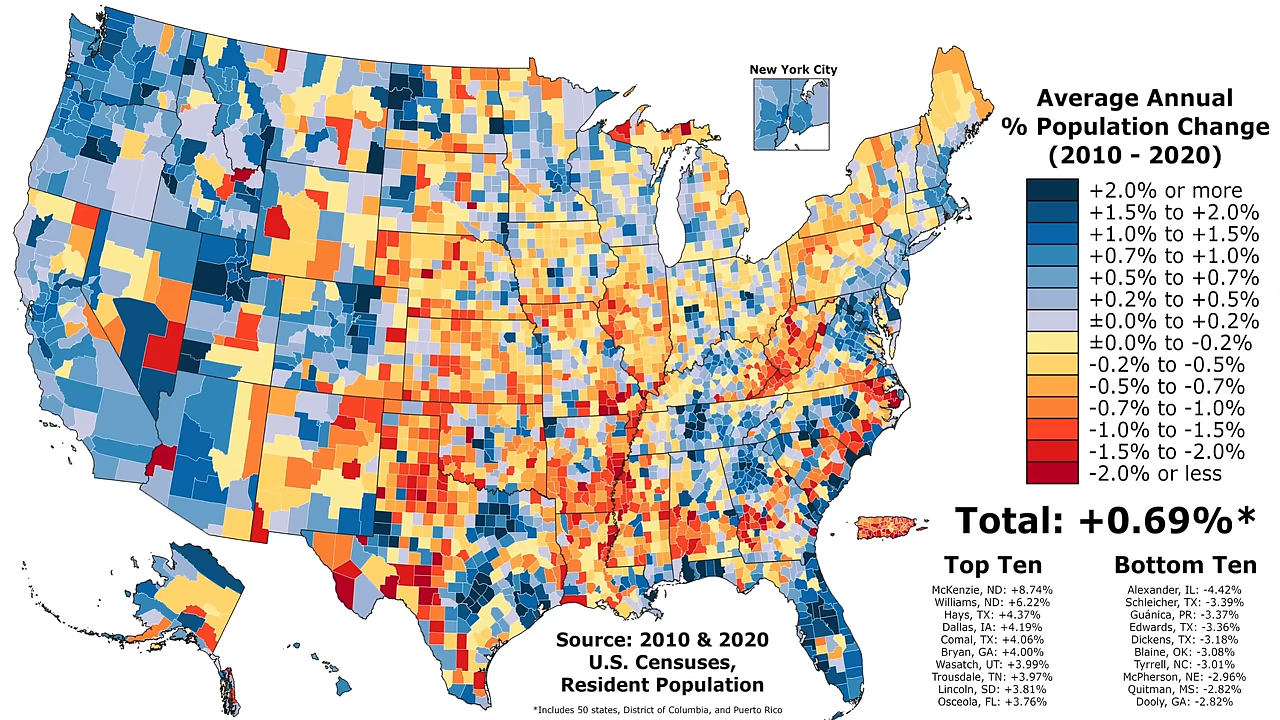 New York City
Average Annual
% Population Change
(2010 - 2020)
+2.0% or more
+1.5% to +2.0%
+1.0% to +1.5%
+0.7% to +1.0%
+0.5% to +0.7%
+0.2% to +0.5%
±0.0% to +0.2%
±0.0% to -0.2%
-0.2% to -0.5%
-0.5% to -0.7%
-0.7% to -1.0%
-1.0% to -1.5%
-1.5% to -2.0%
-2.0% or less
Total: +0.69%*
Top Ten
McKenzie, ND: +8.74%
Williams, ND: +6.22%
Hays, TX: +4.37%
Dallas, IA: +4.19%
Comal, TX: +4.06%
Bryan, GA: +4.00%
Wasatch, UT: +3.99%
Trousdale, TN: +3.97%
Lincoln, SD: +3.81%
Osceola, FL: +3.76%
Bottom Ten
Alexander, IL: -4.42%
Schleicher, TX: -3.39%
Guánica, PR: -3.37%
Edwards, TX: -3.36%
Dickens, TX: -3.18%
Blaine, OK: -3.08%
Tyrrell, NC: -3.01%
McPherson, NE: -2.96%
Quitman, MS: -2.82%
Dooly, GA: -2.82%
Source: 2010 & 2020
U.S. Censuses,
Resident Population
*Includes 50 states, District of Columbia, and Puerto Rico